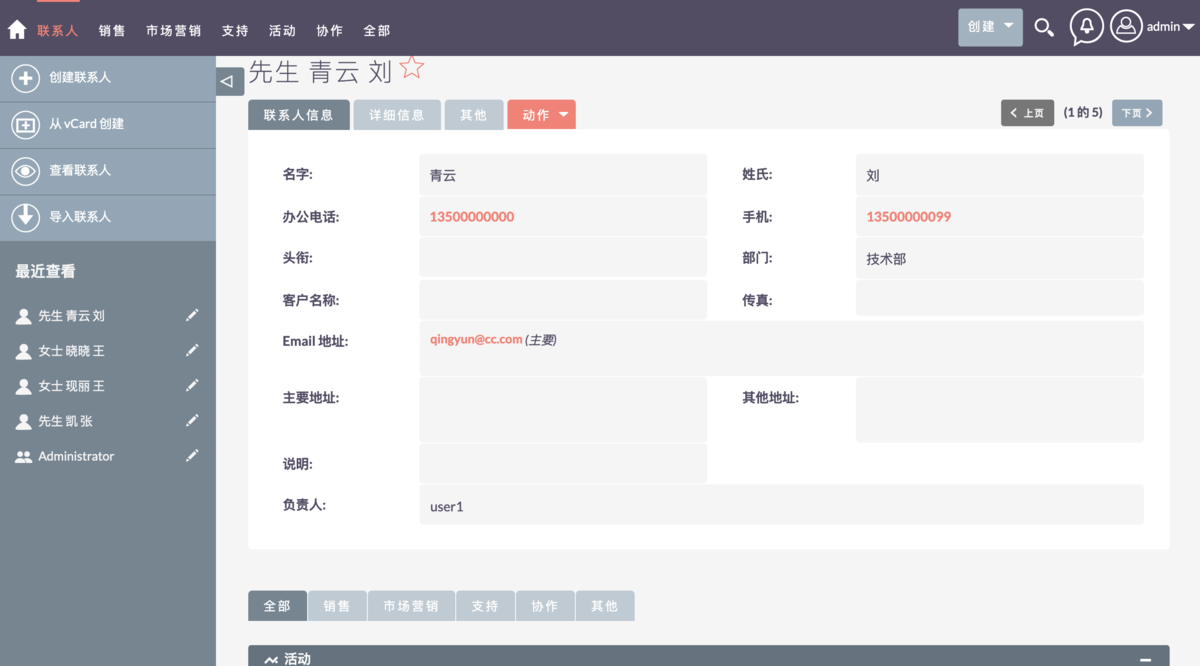 联系人 销售 市场营销 支持 活动 协作 全部 创建 admin
创建联系人
从 vCard 创建
查看联系人
导入联系人
最近查看
先生 青云 刘
女士 晓晓 王
女士 现丽 王
先生 凯 张
Administrator
先生 青云 刘
联系人信息 详细信息 其他 动作 上页 (1 的 5) 下页
名字: 青云 姓氏: 刘
办公电话: 13500000000 手机: 13500000099
头衔: 部门: 技术部
客户名称: 传真:
Email 地址: qingyun@cc.com (主要)
主要地址: 其他地址:
说明:
负责人: user1
全部 销售 市场营销 支持 协作 其他
活动